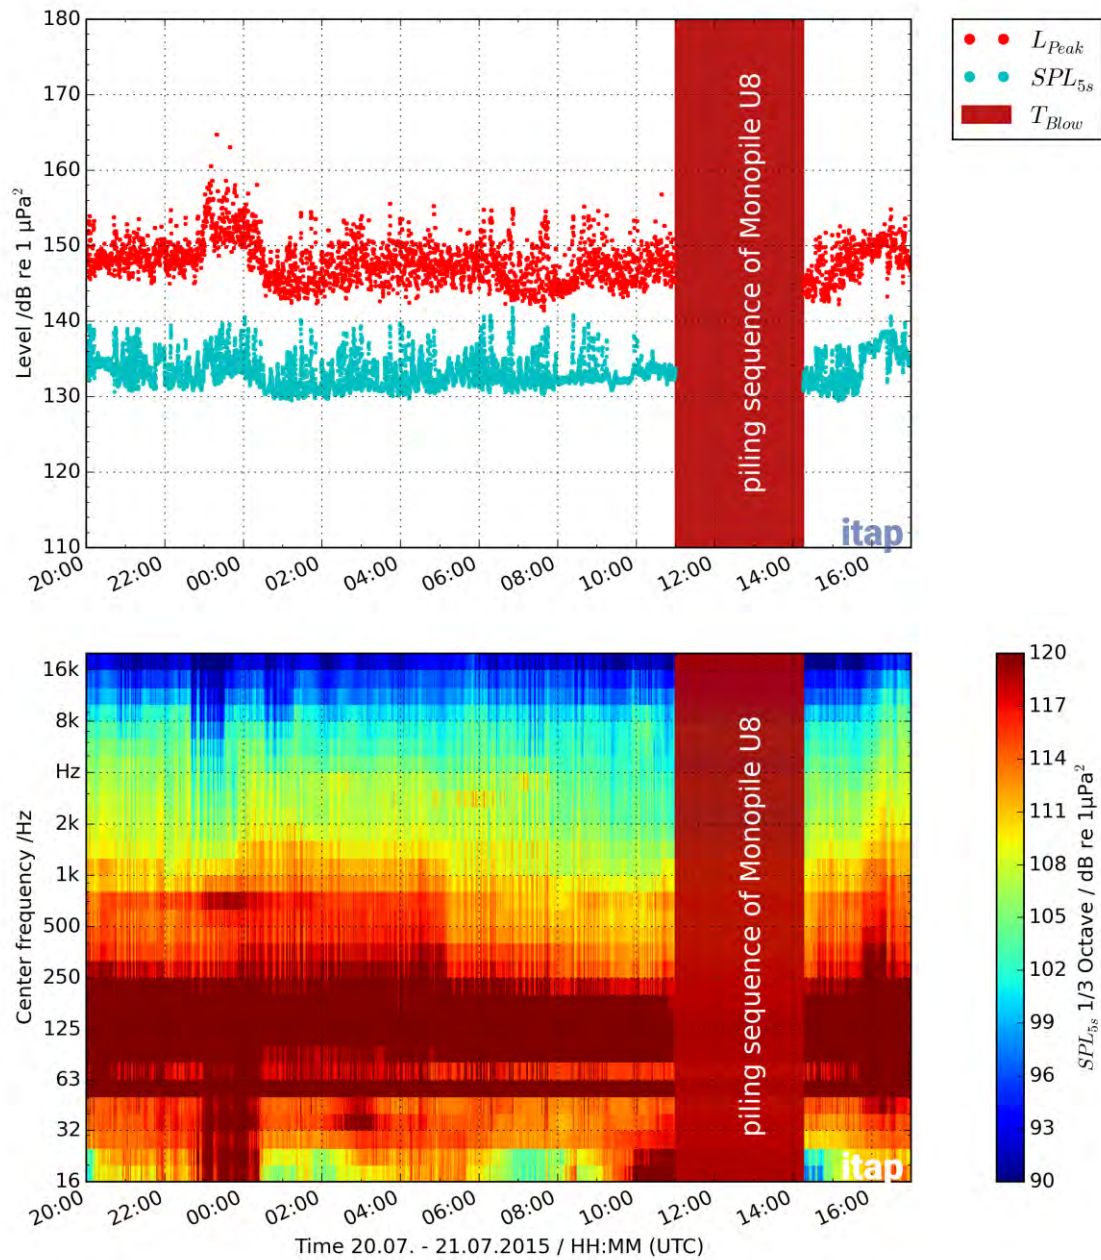 180
170
160
150
140
130
120
110
Level /dB re 1 µPa²
L_Peak
SPL_5s
T_Blow
piling sequence of Monopile U8
itap
20:00 22:00 00:00 02:00 04:00 06:00 08:00 10:00 12:00 14:00 16:00
16k
8k
Hz
2k
1k
500
250
125
63
32
16
Center frequency /Hz
piling sequence of Monopile U8
itap
20:00 22:00 00:00 02:00 04:00 06:00 08:00 10:00 12:00 14:00 16:00
Time 20.07. - 21.07.2015 / HH:MM (UTC)
120
117
114
111
108
105
102
99
96
93
90
SPL_5s 1/3 Octave / dB re 1µPa²